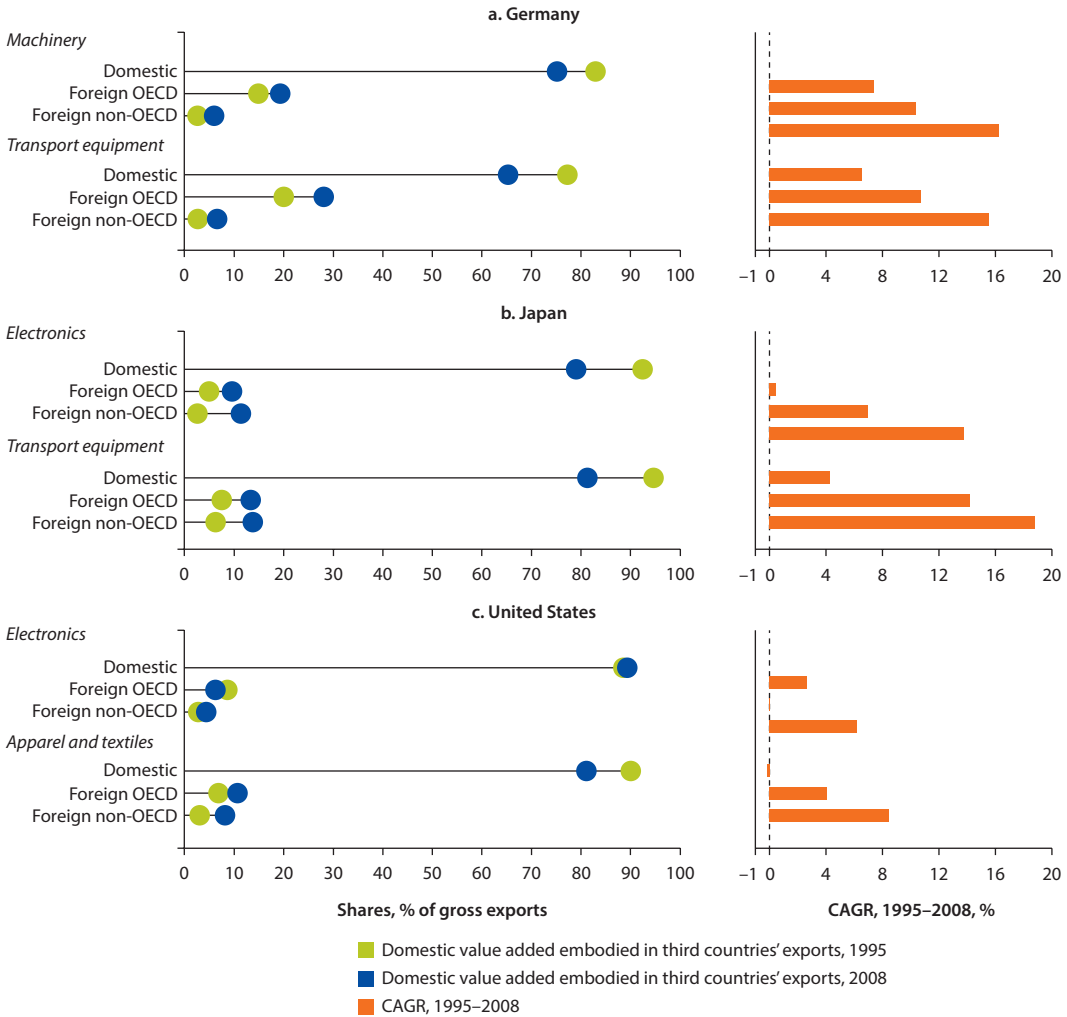 a. Germany
Machinery
Domestic
Foreign OECD
Foreign non-OECD
Transport equipment
Domestic
Foreign OECD
Foreign non-OECD
0 10 20 30 40 50 60 70 80 90 100
–1 0 4 8 12 16 20
b. Japan
Electronics
Domestic
Foreign OECD
Foreign non-OECD
Transport equipment
Domestic
Foreign OECD
Foreign non-OECD
0 10 20 30 40 50 60 70 80 90 100
–1 0 4 8 12 16 20
c. United States
Electronics
Domestic
Foreign OECD
Foreign non-OECD
Apparel and textiles
Domestic
Foreign OECD
Foreign non-OECD
0 10 20 30 40 50 60 70 80 90 100
–1 0 4 8 12 16 20
Shares, % of gross exports
CAGR, 1995–2008, %
Domestic value added embodied in third countries’ exports, 1995
Domestic value added embodied in third countries’ exports, 2008
CAGR, 1995–2008